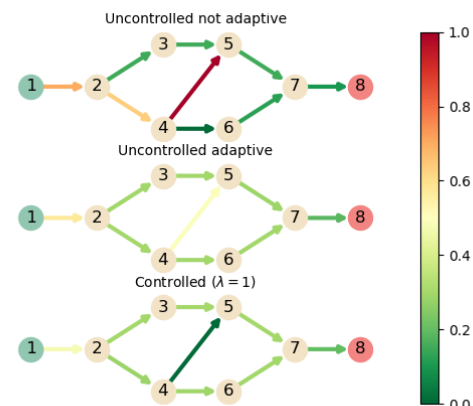 Uncontrolled not adaptive
3 5
1 2 7 8
4 6
Uncontrolled adaptive
3 5
1 2 7 8
4 6
Controlled (λ = 1)
3 5
1 2 7 8
4 6
1.0
0.8
0.6
0.4
0.2
0.0